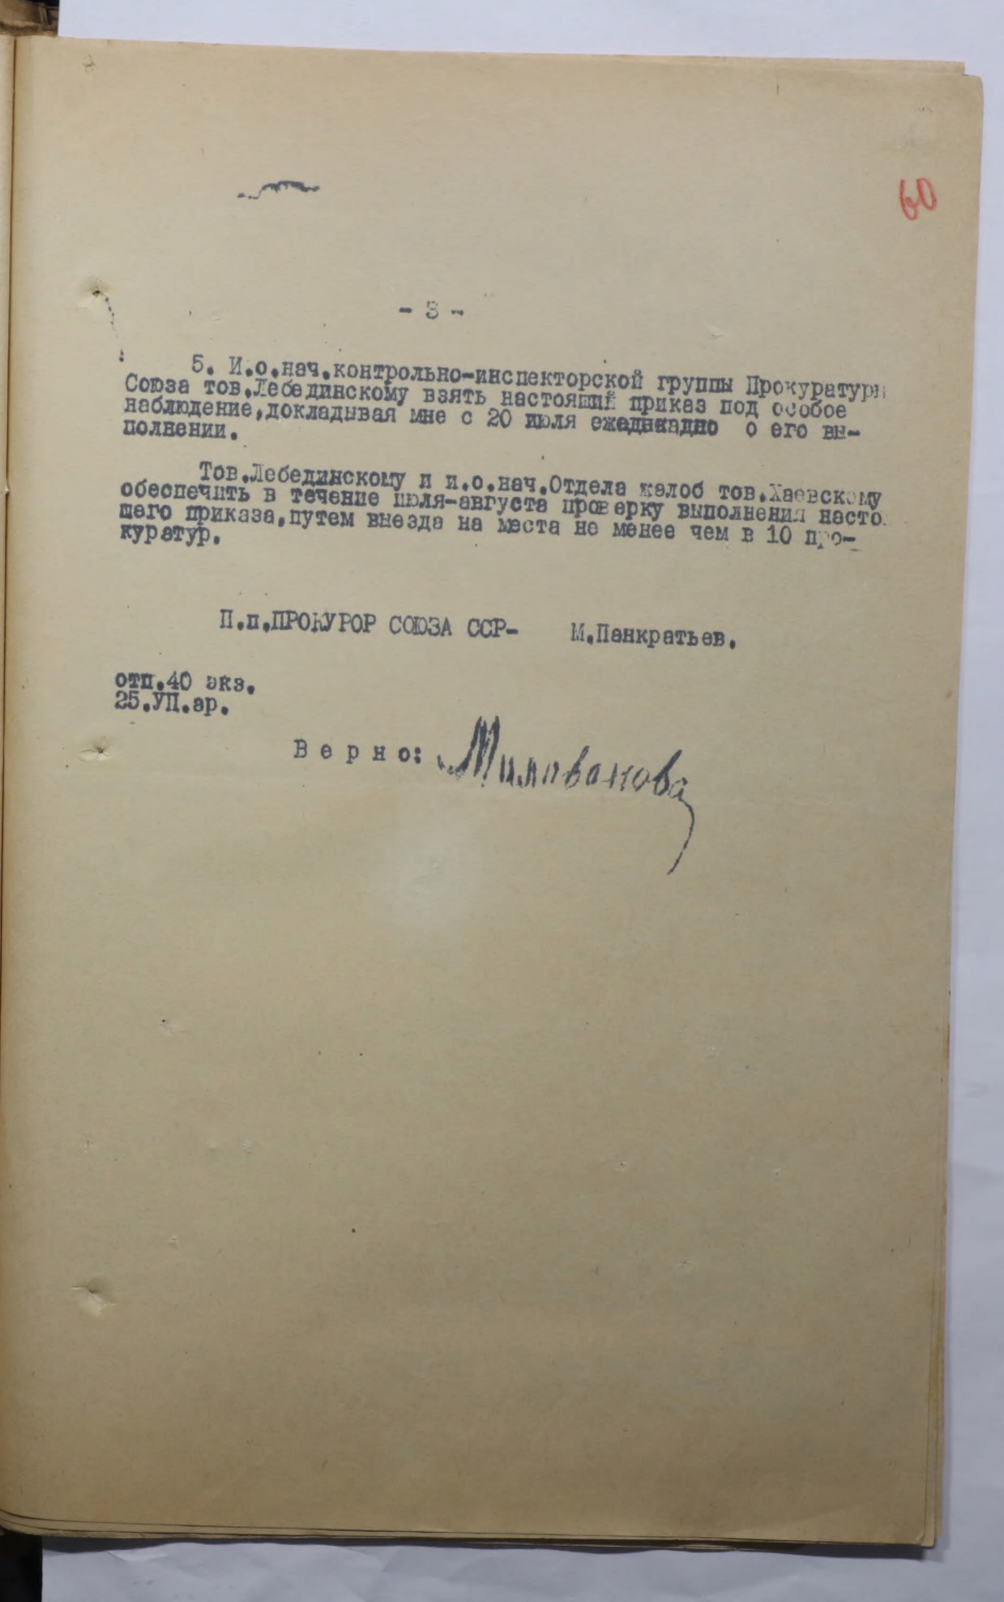 60
- 3 -
5. И.о.нач.контрольно-инспекторской группы Прокуратуры
Союза тов.Лебединскому взять настоящий приказ под особое
наблюдение,докладывая мне с 20 июля ежедекадно о его вы-
полнении.
Тов.Лебединскому и и.о.нач.Отдела жалоб тов.Хаевскому
обеспечить в течение июля-августа проверку выполнения насто
щего приказа,путем выезда на места не менее чем в 10 про-
куратур.
П.п.ПРОКУРОР СОЮЗА ССР- М.Панкратьев.
отп.40 экз.
25.УП.ар.
Верно: Милованова